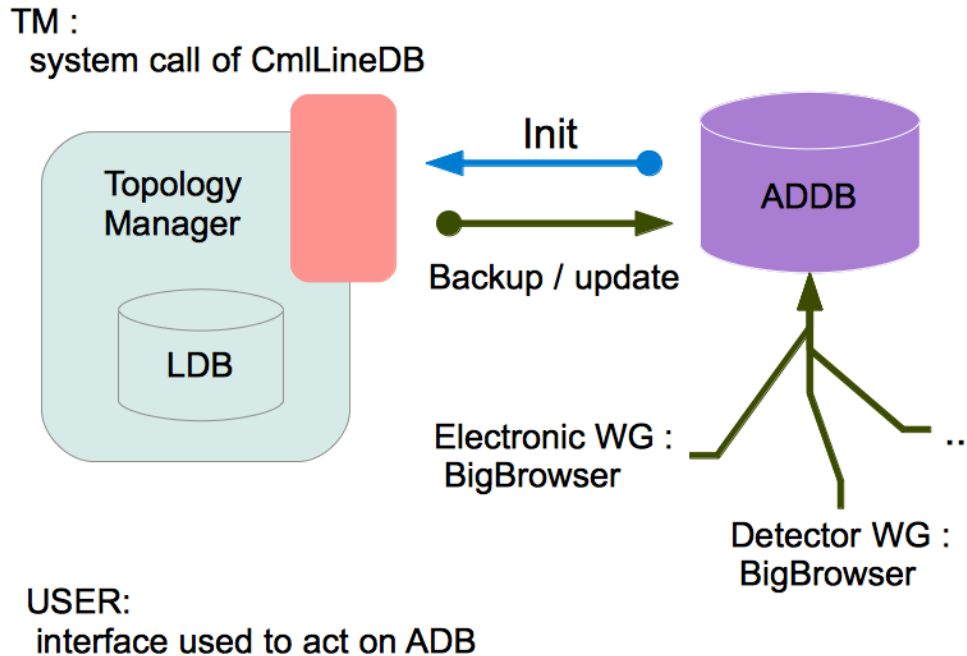 TM :
system call of CmlLineDB
Init
Topology
Manager
ADDB
Backup / update
LDB
Electronic WG :
BigBrowser
..
Detector WG :
BigBrowser
USER:
interface used to act on ADB